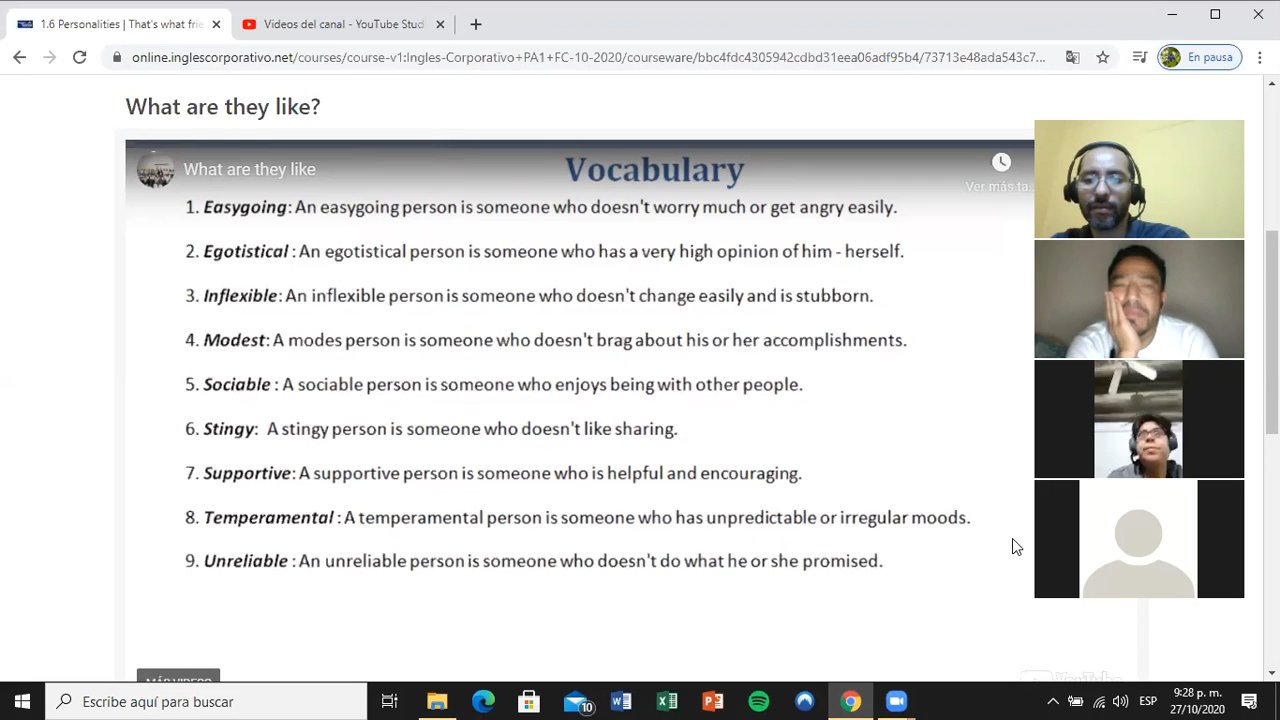 1.6 Personalities | That's what frie
Videos del canal - YouTube Stud
online.inglescorporativo.net/courses/course-v1:Ingles-Corporativo+PA1+FC-10-2020/courseware/bbc4fdc4305942cdbd31eea06adf95b4/73713e48ada543c7...
En pausa
What are they like?
What are they like
Vocabulary
Ver más ta...
1. Easygoing: An easygoing person is someone who doesn't worry much or get angry easily.
2. Egotistical : An egotistical person is someone who has a very high opinion of him - herself.
3. Inflexible: An inflexible person is someone who doesn't change easily and is stubborn.
4. Modest: A modes person is someone who doesn't brag about his or her accomplishments.
5. Sociable : A sociable person is someone who enjoys being with other people.
6. Stingy: A stingy person is someone who doesn't like sharing.
7. Supportive: A supportive person is someone who is helpful and encouraging.
8. Temperamental : A temperamental person is someone who has unpredictable or irregular moods.
9. Unreliable : An unreliable person is someone who doesn't do what he or she promised.
MÁS VIDEOS
YouTube
Escribe aquí para buscar
10
ESP
9:28 p. m.
27/10/2020